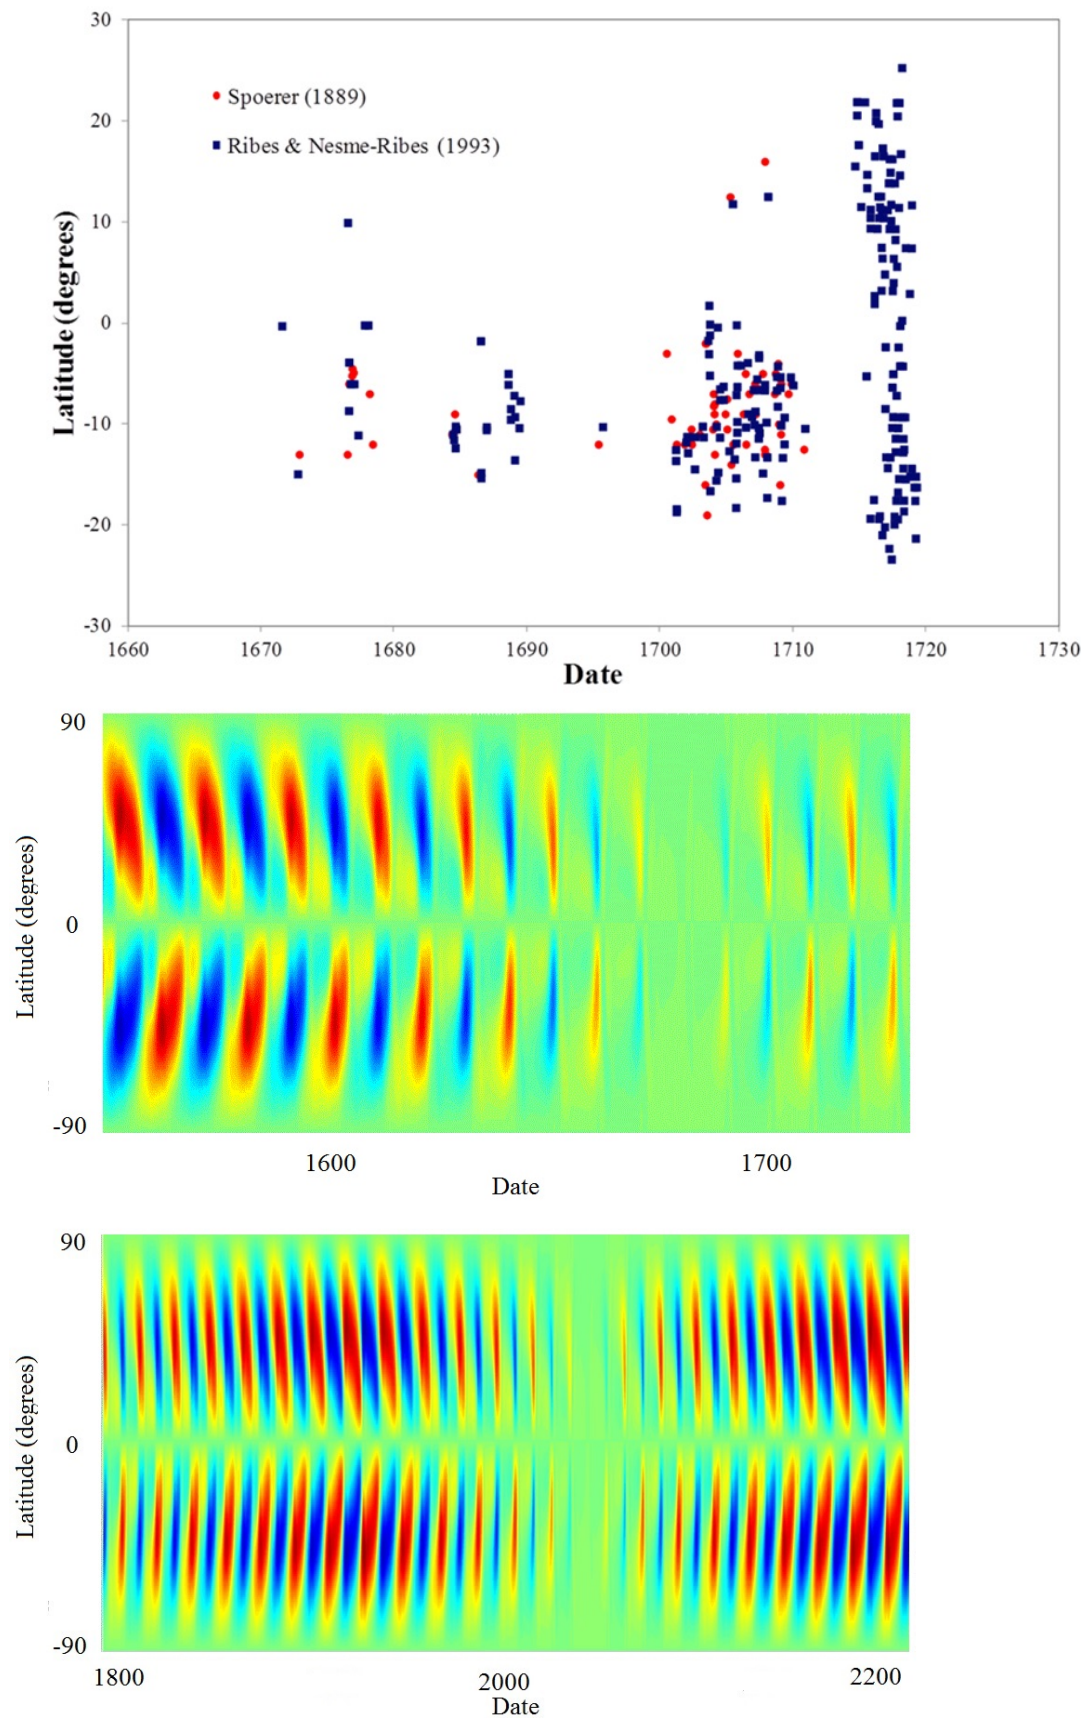 30
20
10
0
-10
-20
-30
Latitude (degrees)
Spoerer (1889)
Ribes & Nesme-Ribes (1993)
1660 1670 1680 1690 1700 1710 1720 1730
Date
90
0
-90
Latitude (degrees)
1600 1700
Date
90
0
-90
Latitude (degrees)
1800 2000 2200
Date